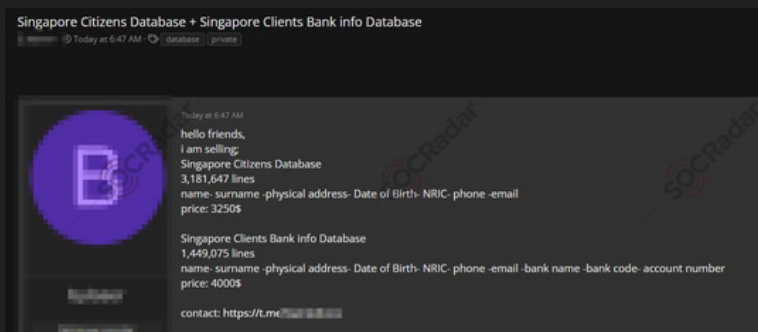 Singapore Citizens Database + Singapore Clients Bank info Database
Today at 6:47 AM · database private
Today at 6:47 AM
hello friends,
i am selling;
Singapore Citizens Database
3,181,647 lines
name- surname -physical address- Date of Birth- NRIC- phone -email
price: 3250$
Singapore Clients Bank info Database
1,449,075 lines
name- surname -physical address- Date of Birth- NRIC- phone -email -bank name -bank code- account number
price: 4000$
contact: https://t.me
B
SOCRadar
SOCRadar
SOCRadar